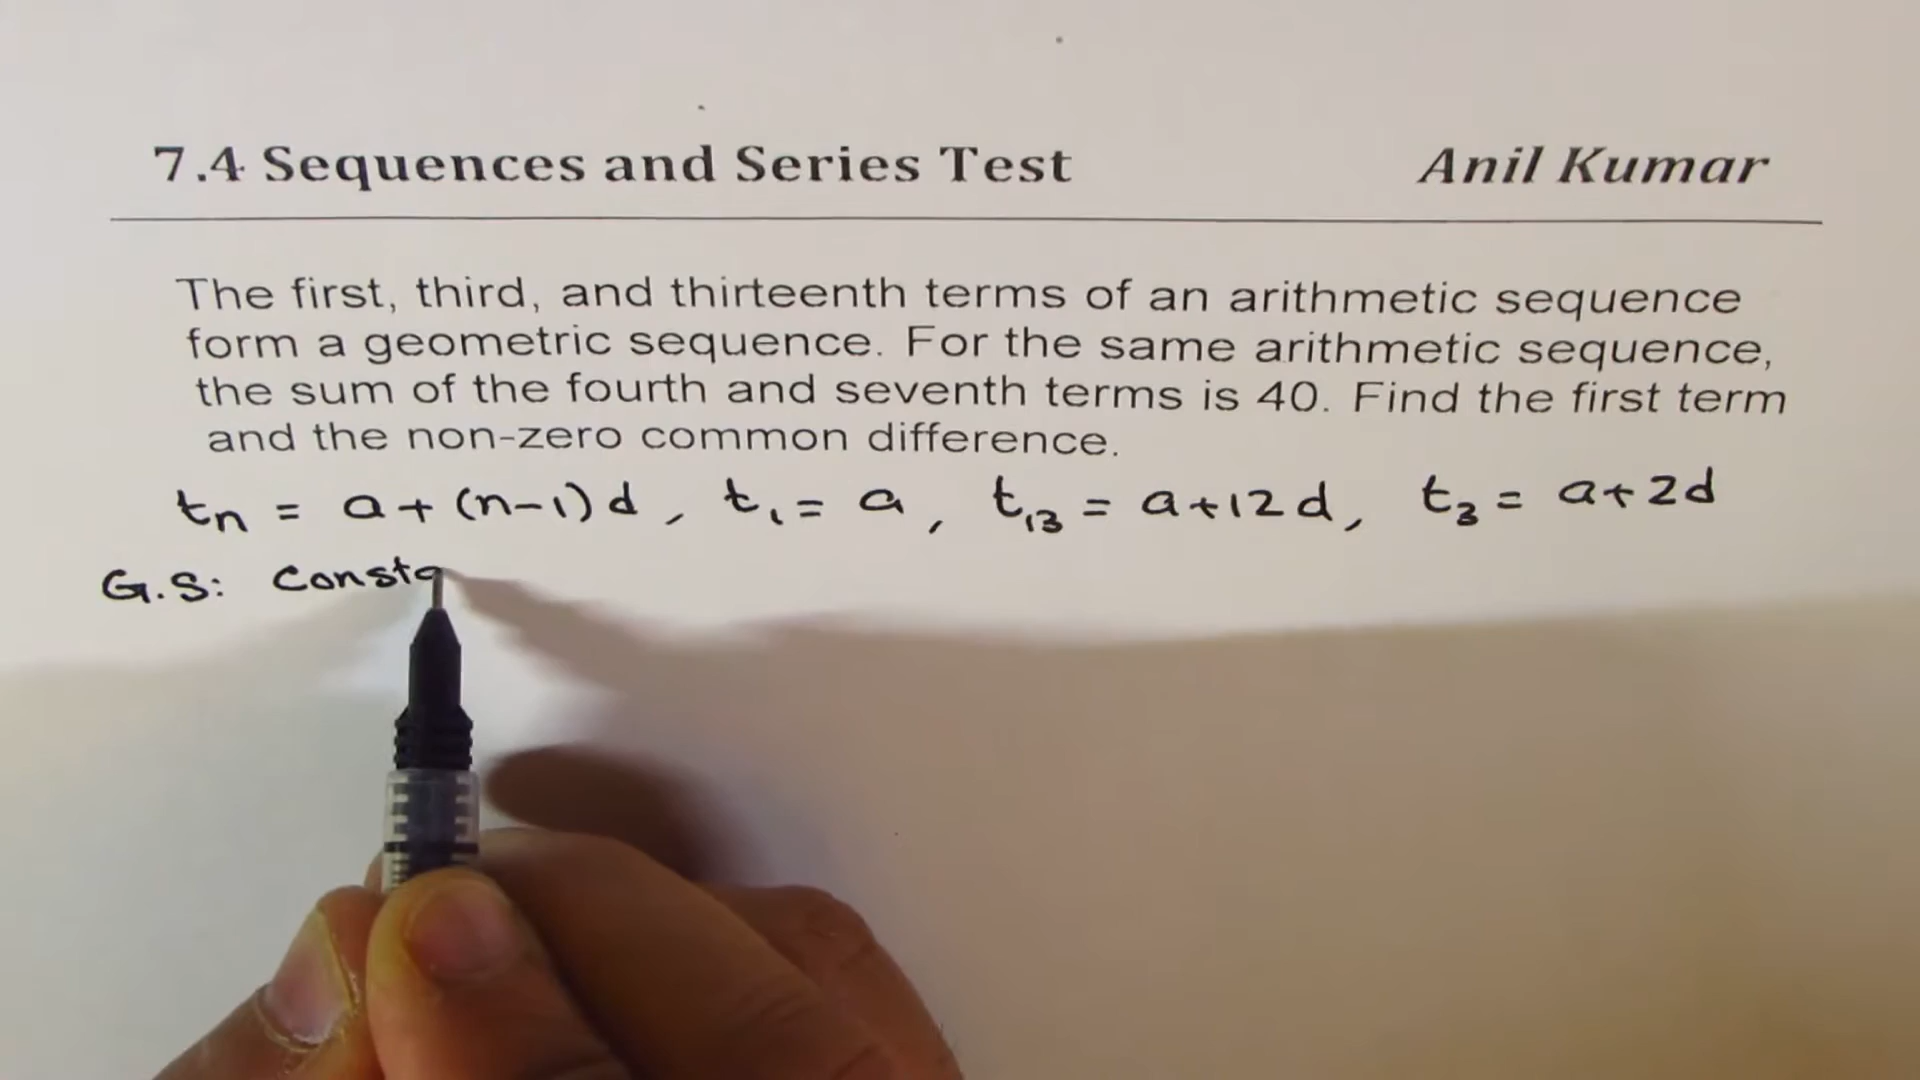 7.4 Sequences and Series Test Anil Kumar
The first, third, and thirteenth terms of an arithmetic sequence
form a geometric sequence. For the same arithmetic sequence,
the sum of the fourth and seventh terms is 40. Find the first term
and the non-zero common difference.
tₙ = a+(n-1)d, t₁ = a, t₁₃ = a+12d, t₃ = a+2d
G.S: Consta